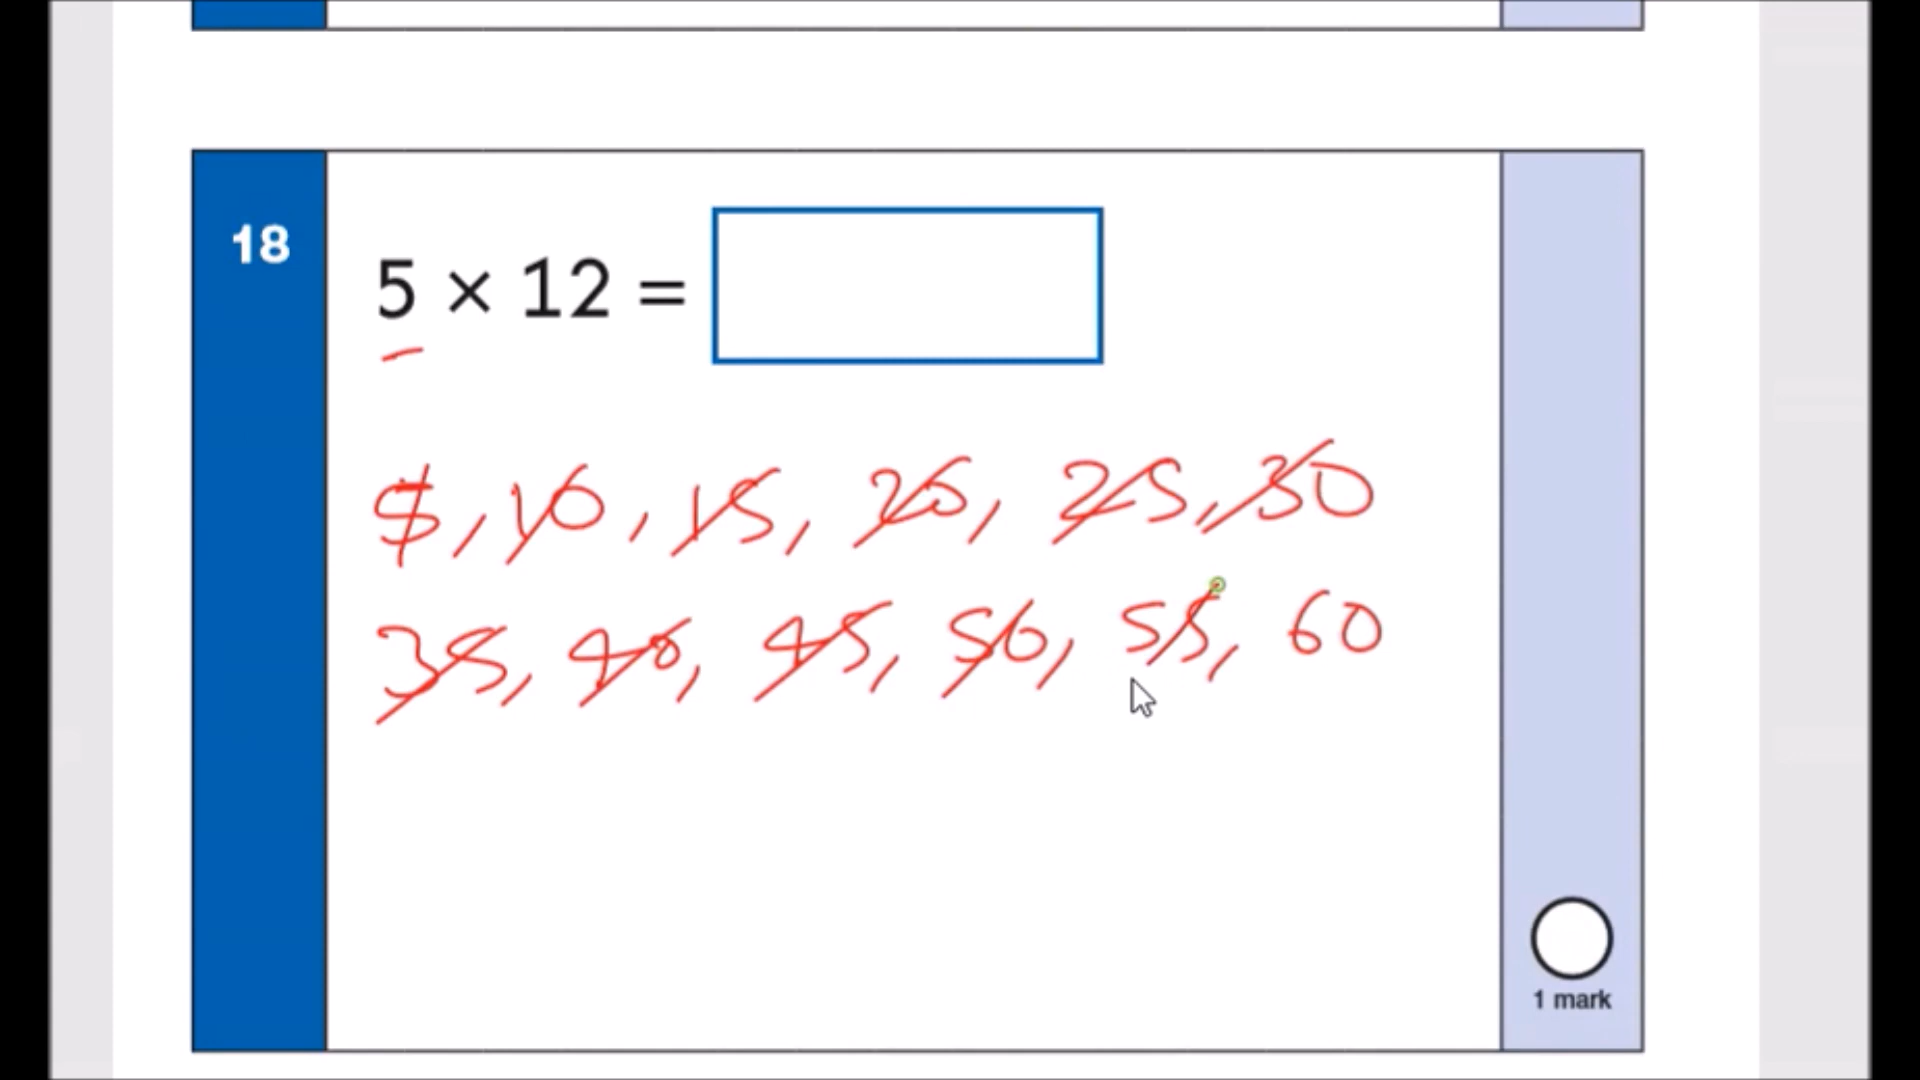 18
5 × 12 =
5, 10, 15, 20, 25, 30
35, 40, 45, 50, 55, 60
1 mark